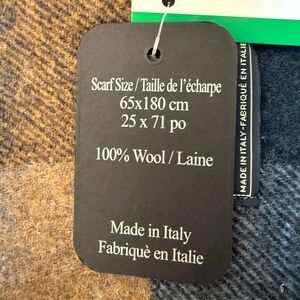 Scarf Size / Taille de l'écharpe
65x180 cm
25 x 71 po
100% Wool / Laine
Made in Italy
Fabriquè en Italie
MADE IN ITALY-FABRIQUÉ EN ITALIE